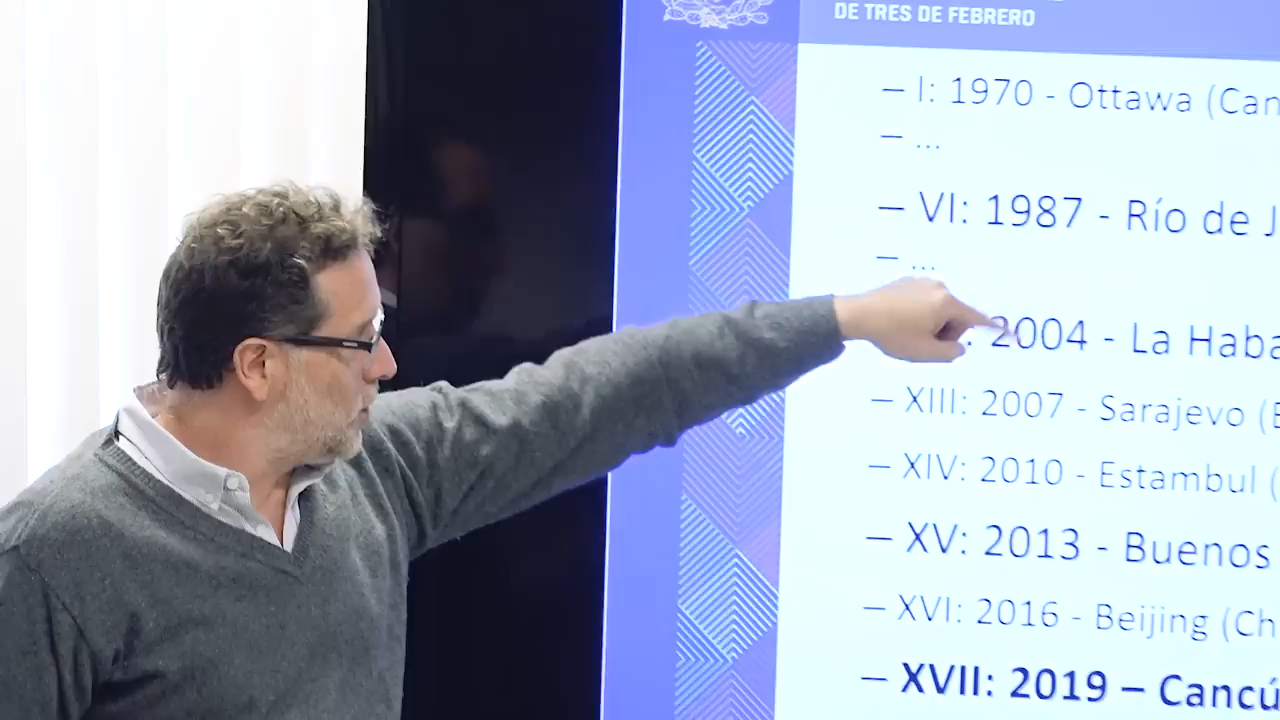 DE TRES DE FEBRERO
– I: 1970 - Ottawa (Can
– ...
– VI: 1987 - Río de J
– ...
. 2004 - La Haba
– XIII: 2007 - Sarajevo (
– XIV: 2010 - Estambul (
– XV: 2013 - Buenos
– XVI: 2016 - Beijing (Ch
– XVII: 2019 – Cancú